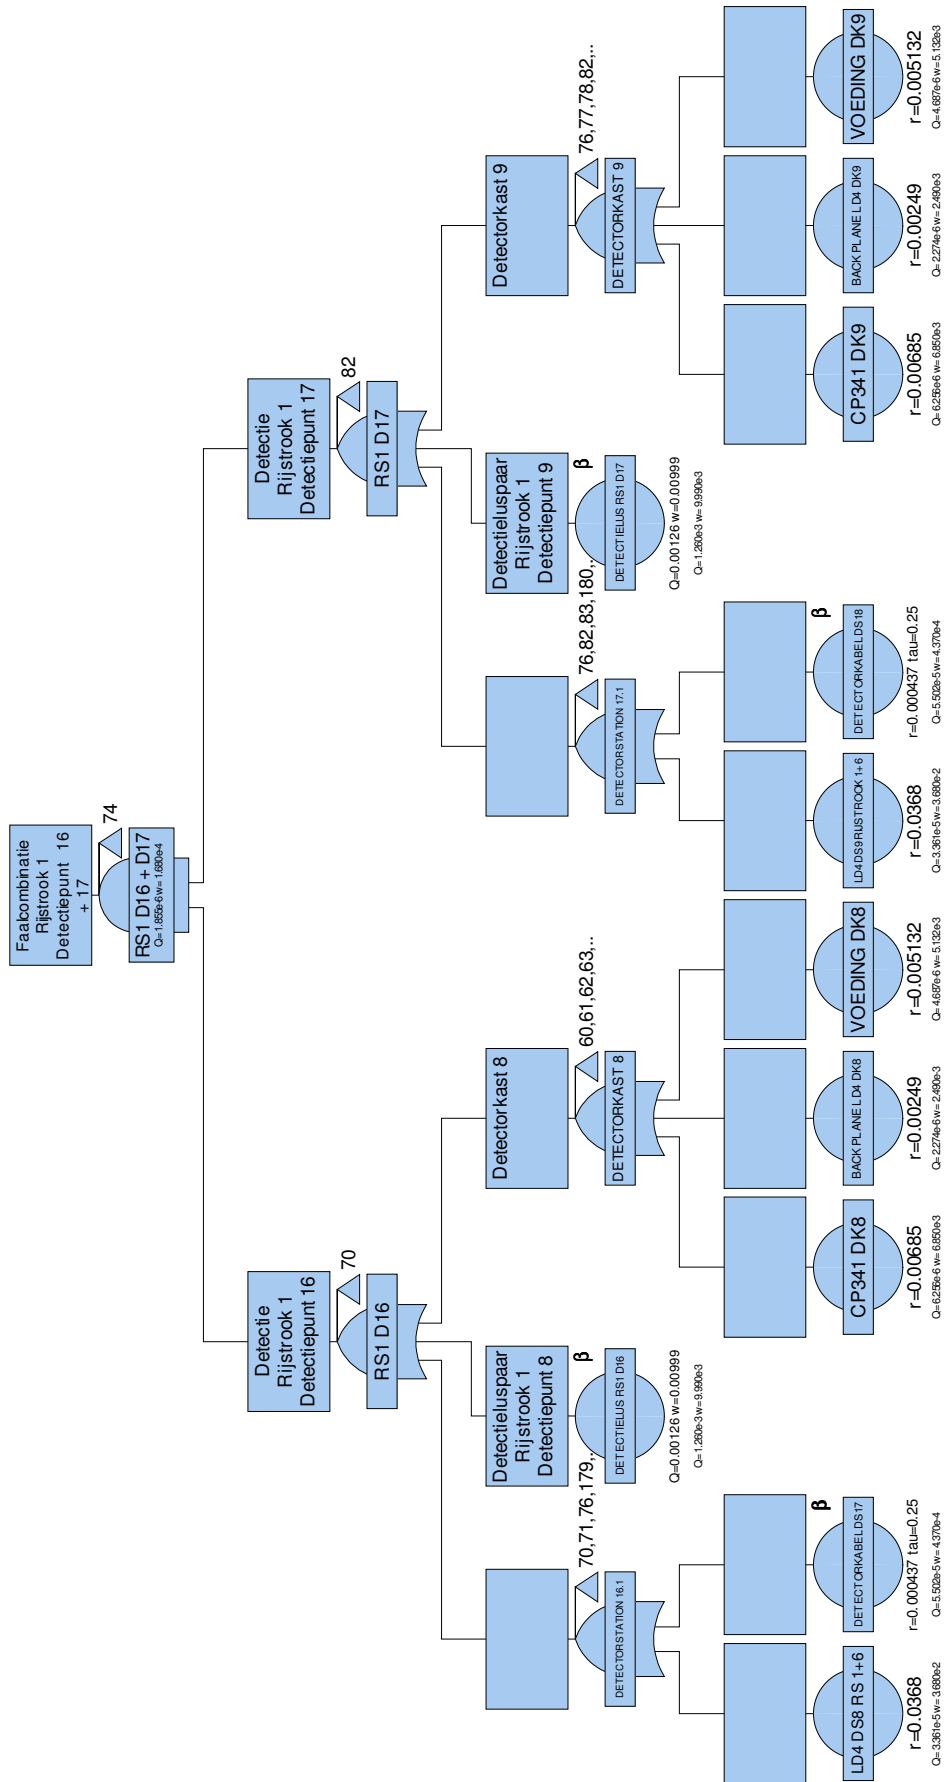 Faalcombinatie
Rijstrook 1
Detectiepunt 16
+ 17
74
RS1 D16 + D17
Q=1.855e-6 w= 1.680e-4
Detectie
Rijstrook 1
Detectiepunt 16
70
RS1 D16
Detectie
Rijstrook 1
Detectiepunt 17
82
RS1 D17
70,71,76,179,..
DETECTORSTATION 16.1
Detectieluspaar
Rijstrook 1
Detectiepunt 8
β
DETECTIELUS RS1 D16
Q=0.00126 w=0.00999
Q=1.260e-3 w= 9.990e-3
Detectorkast 8
60,61,62,63,..
DETECTORKAST 8
76,82,83,180,..
DETECTORSTATION 17.1
Detectieluspaar
Rijstrook 1
Detectiepunt 9
β
DETECTIELUS RS1 D17
Q=0.00126 w=0.00999
Q=1.260e-3 w= 9.990e-3
Detectorkast 9
76,77,78,82,..
DETECTORKAST 9
LD4 DS8 RS 1+6
r=0.0368
Q=3.361e-5 w= 3.680e-2
β
DETECTORKABEL DS17
r=0.000437 tau=0.25
Q=5.502e-5 w= 4.370e-4
CP341 DK8
r=0.00685
Q=6.256e-6 w= 6.850e-3
BACKPLANE LD4 DK8
r=0.00249
Q=2.274e-6 w= 2.490e-3
VOEDING DK8
r=0.005132
Q=4.687e-6 w= 5.132e-3
LD4 DS9 RIJSTROOK 1+6
r=0.0368
Q=3.361e-5 w= 3.680e-2
β
DETECTORKABEL DS18
r=0.000437 tau=0.25
Q=5.502e-5 w= 4.370e-4
CP341 DK9
r=0.00685
Q=6.256e-6 w= 6.850e-3
BACKPLANE LD4 DK9
r=0.00249
Q=2.274e-6 w= 2.490e-3
VOEDING DK9
r=0.005132
Q=4.687e-6 w= 5.132e-3